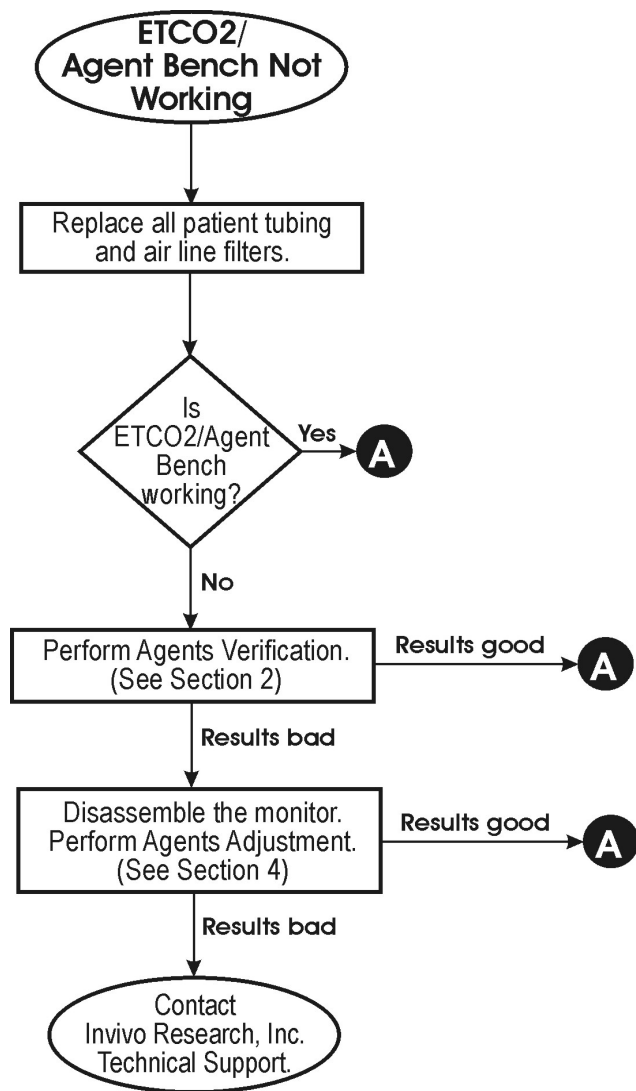 ETCO2/
Agent Bench Not
Working
Replace all patient tubing
and air line filters.
Is
ETCO2/Agent
Bench
working?
Yes
A
No
Perform Agents Verification.
(See Section 2)
Results good
A
Results bad
Disassemble the monitor.
Perform Agents Adjustment.
(See Section 4)
Results good
A
Results bad
Contact
Invivo Research, Inc.
Technical Support.